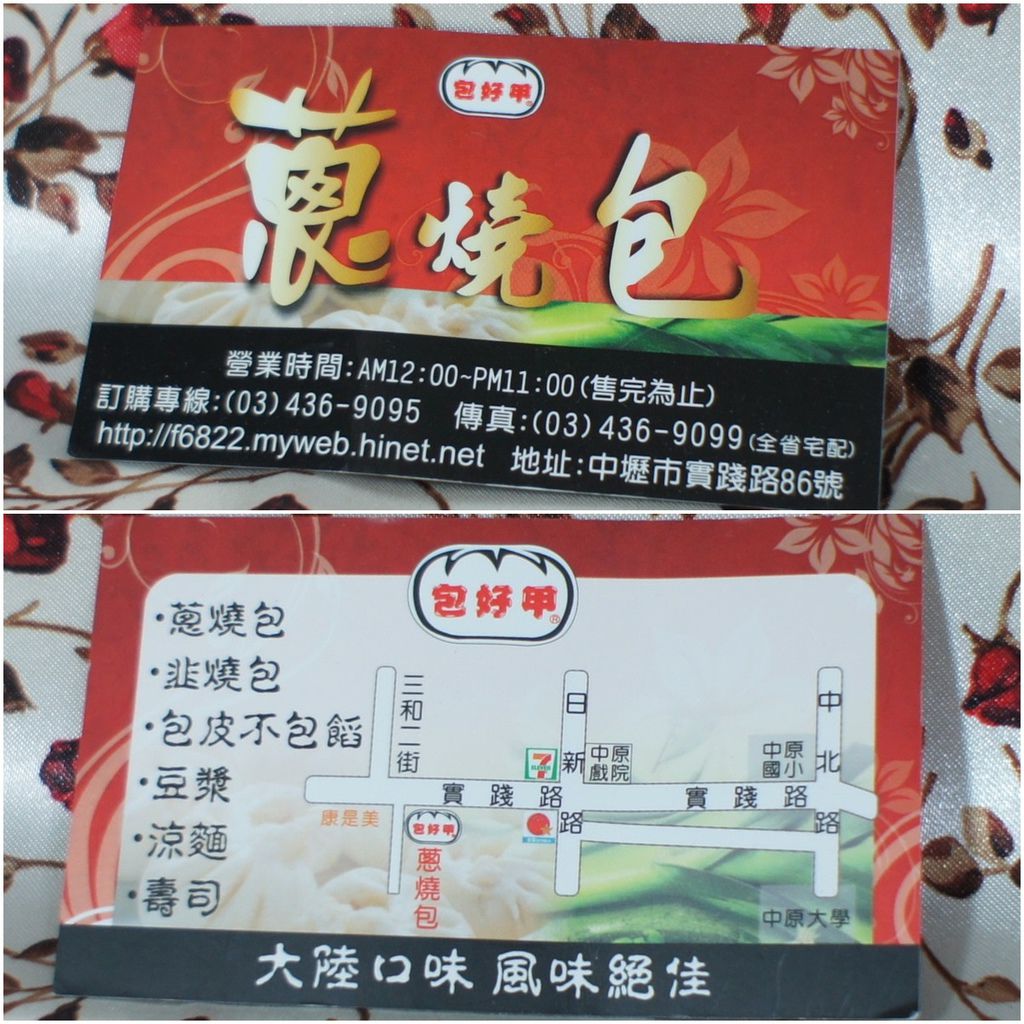 包好甲®
蔥燒包
營業時間:AM12:00~PM11:00(售完為止)
訂購專線:(03)436-9095 傳真:(03)436-9099(全省宅配)
http://f6822.myweb.hinet.net 地址:中壢市實踐路86號
包好甲®
·蔥燒包
·韭燒包
·包皮不包餡
·豆漿
·涼麵
·壽司
三和二街
日新路
中北路
7
ELEVEN
中原
戲院
中原
國小
實踐路 實踐路
康是美
包好甲
蔥燒包
中原大學
大陸口味 風味絕佳